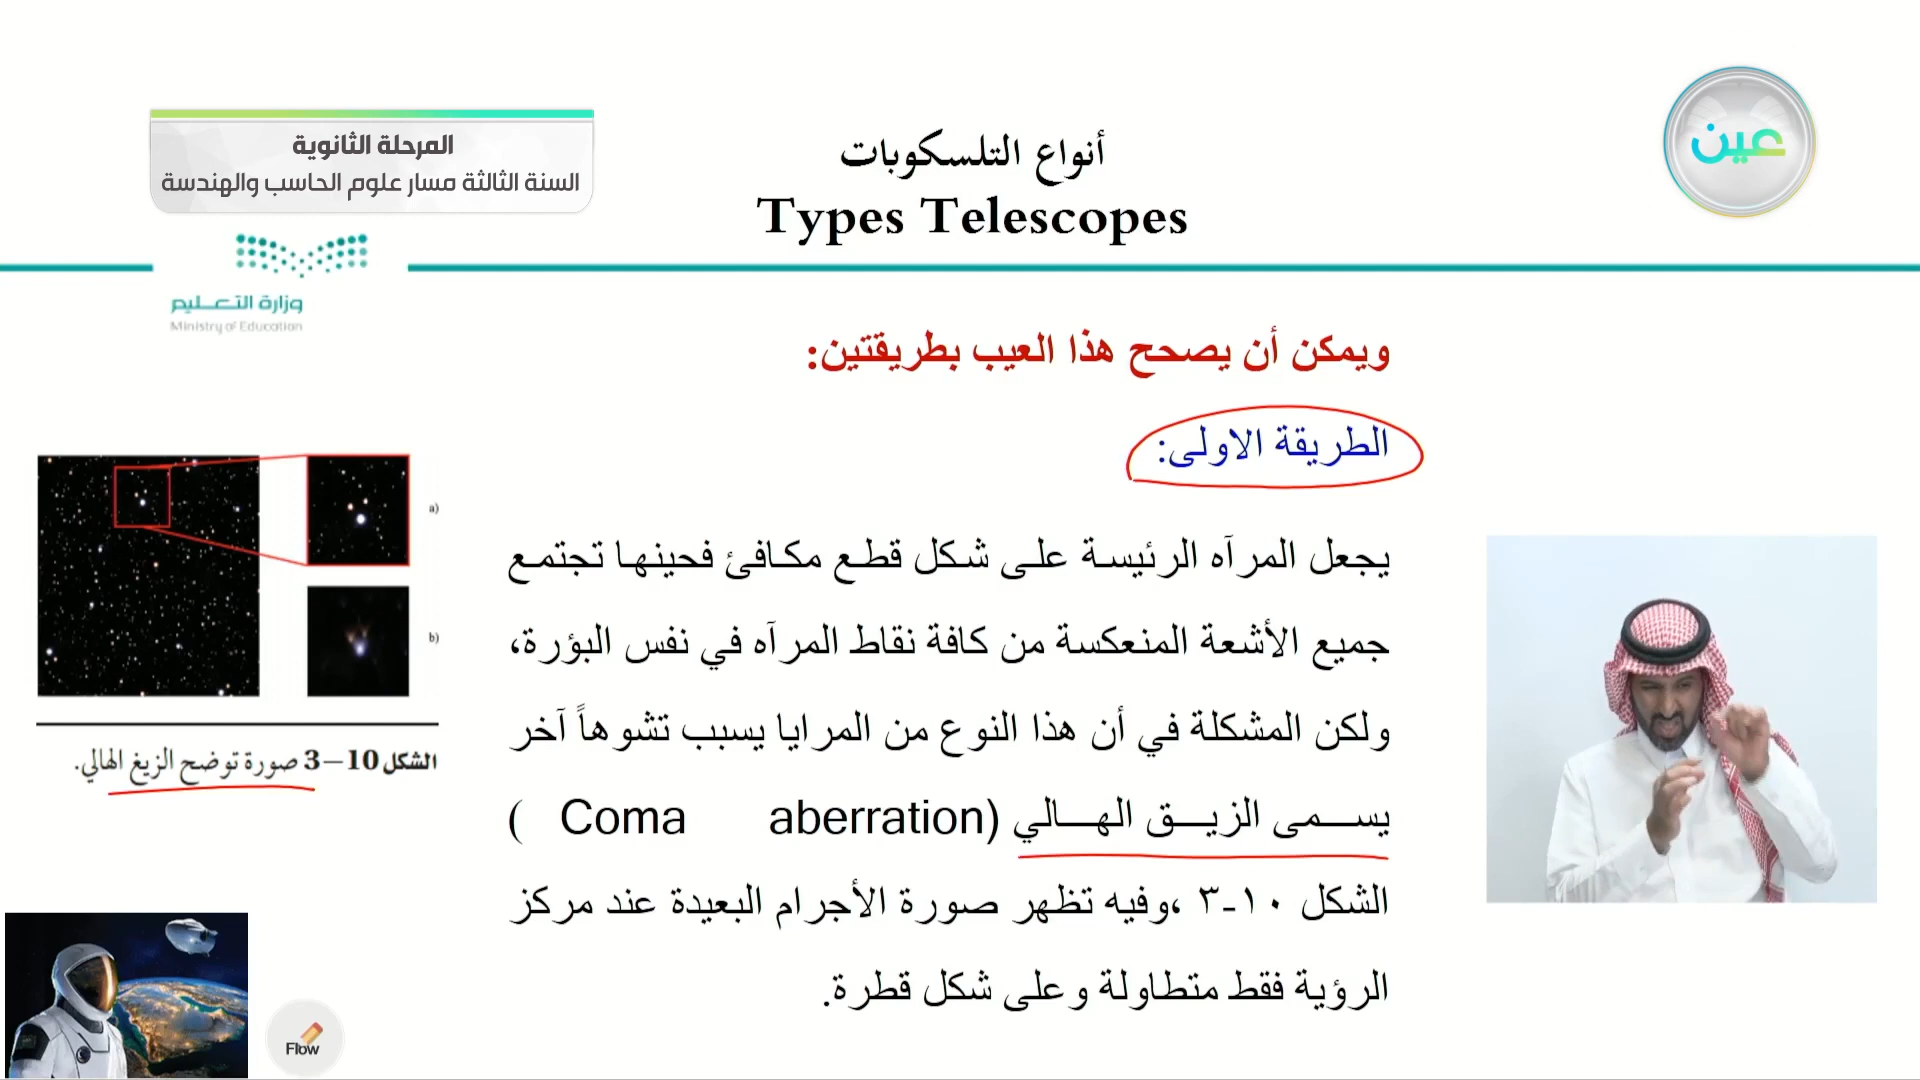 المرحلة الثانوية
السنة الثالثة مسار علوم الحاسب والهندسة
أنواع التلسكوبات
Types Telescopes
عين
وزارة التعليم
Ministry of Education
ويمكن أن يصحح هذا العيب بطريقتين:
الطريقة الاولى:
يجعل المرآه الرئيسة على شكل قطع مكافئ فحينها تجتمع
جميع الأشعة المنعكسة من كافة نقاط المرآه في نفس البؤرة،
ولكن المشكلة في أن هذا النوع من المرايا يسبب تشوهاً آخر
يسمى الزيق الهالي (Coma aberration )
الشكل ١٠-٣ ،وفيه تظهر صورة الأجرام البعيدة عند مركز
الرؤية فقط متطاولة وعلى شكل قطرة.
a)
b)
الشكل 10–3 صورة توضح الزيغ الهالي.
Flow